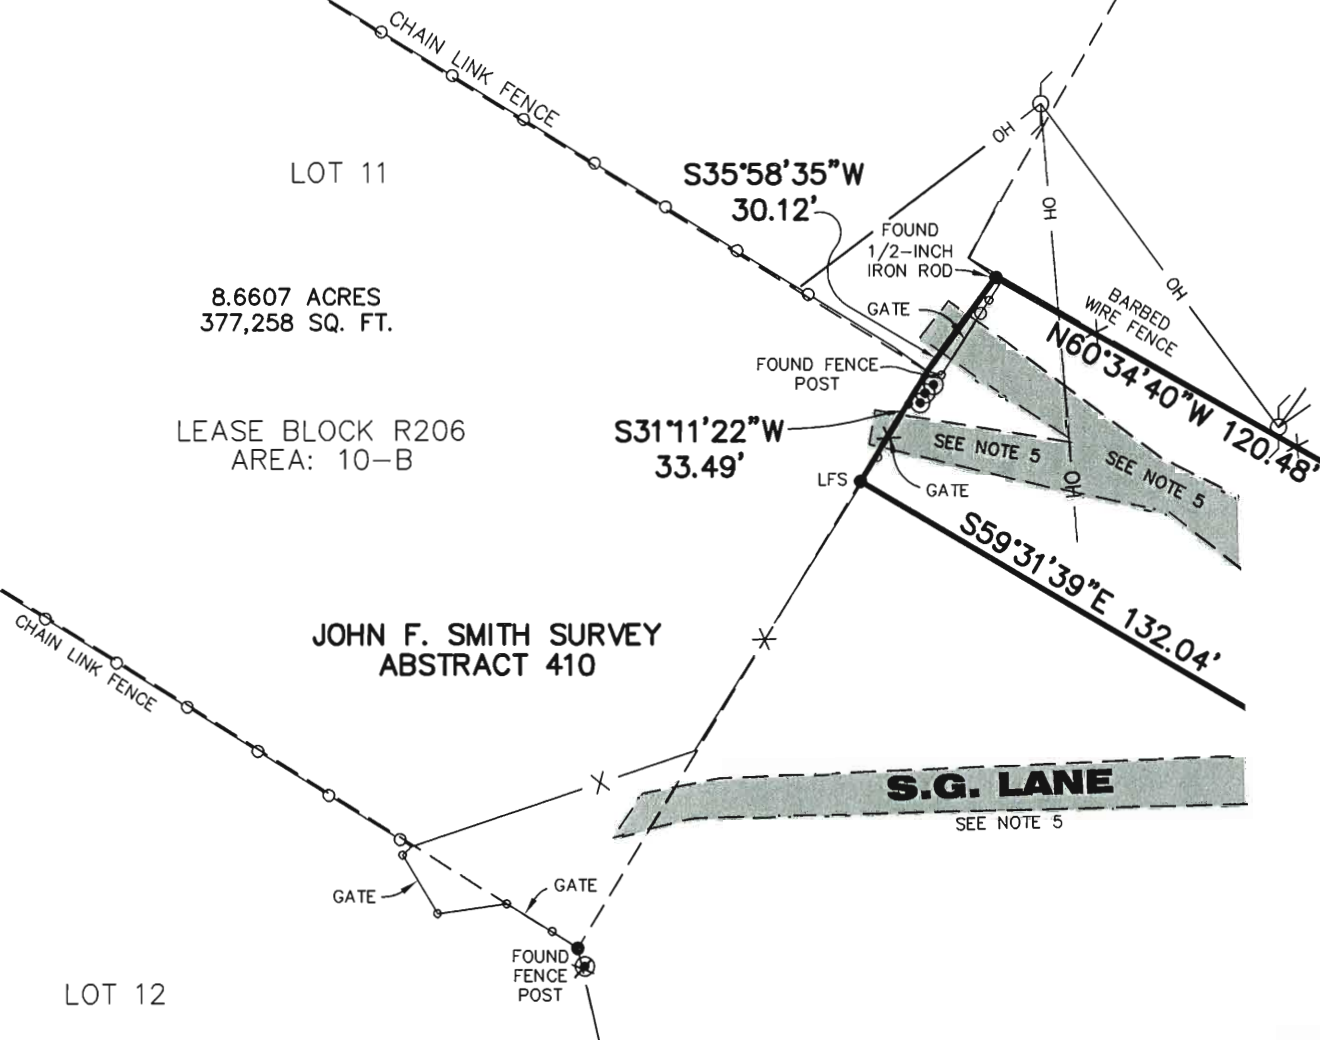 CHAIN LINK FENCE
LOT 11
S35°58'35"W
30.12'
OH
OH
OH
FOUND
1/2-INCH
IRON ROD
8.6607 ACRES
377,258 SQ. FT.
GATE
BARBED
WIRE FENCE
N60°34'40"W 120.48'
FOUND FENCE
POST
LEASE BLOCK R206
AREA: 10-B
S31°11'22"W
33.49'
SEE NOTE 5
SEE NOTE 5
OH
LFS
GATE
S59°31'39"E 132.04'
CHAIN LINK FENCE
JOHN F. SMITH SURVEY
ABSTRACT 410
S.G. LANE
SEE NOTE 5
GATE
GATE
FOUND
FENCE
POST
LOT 12